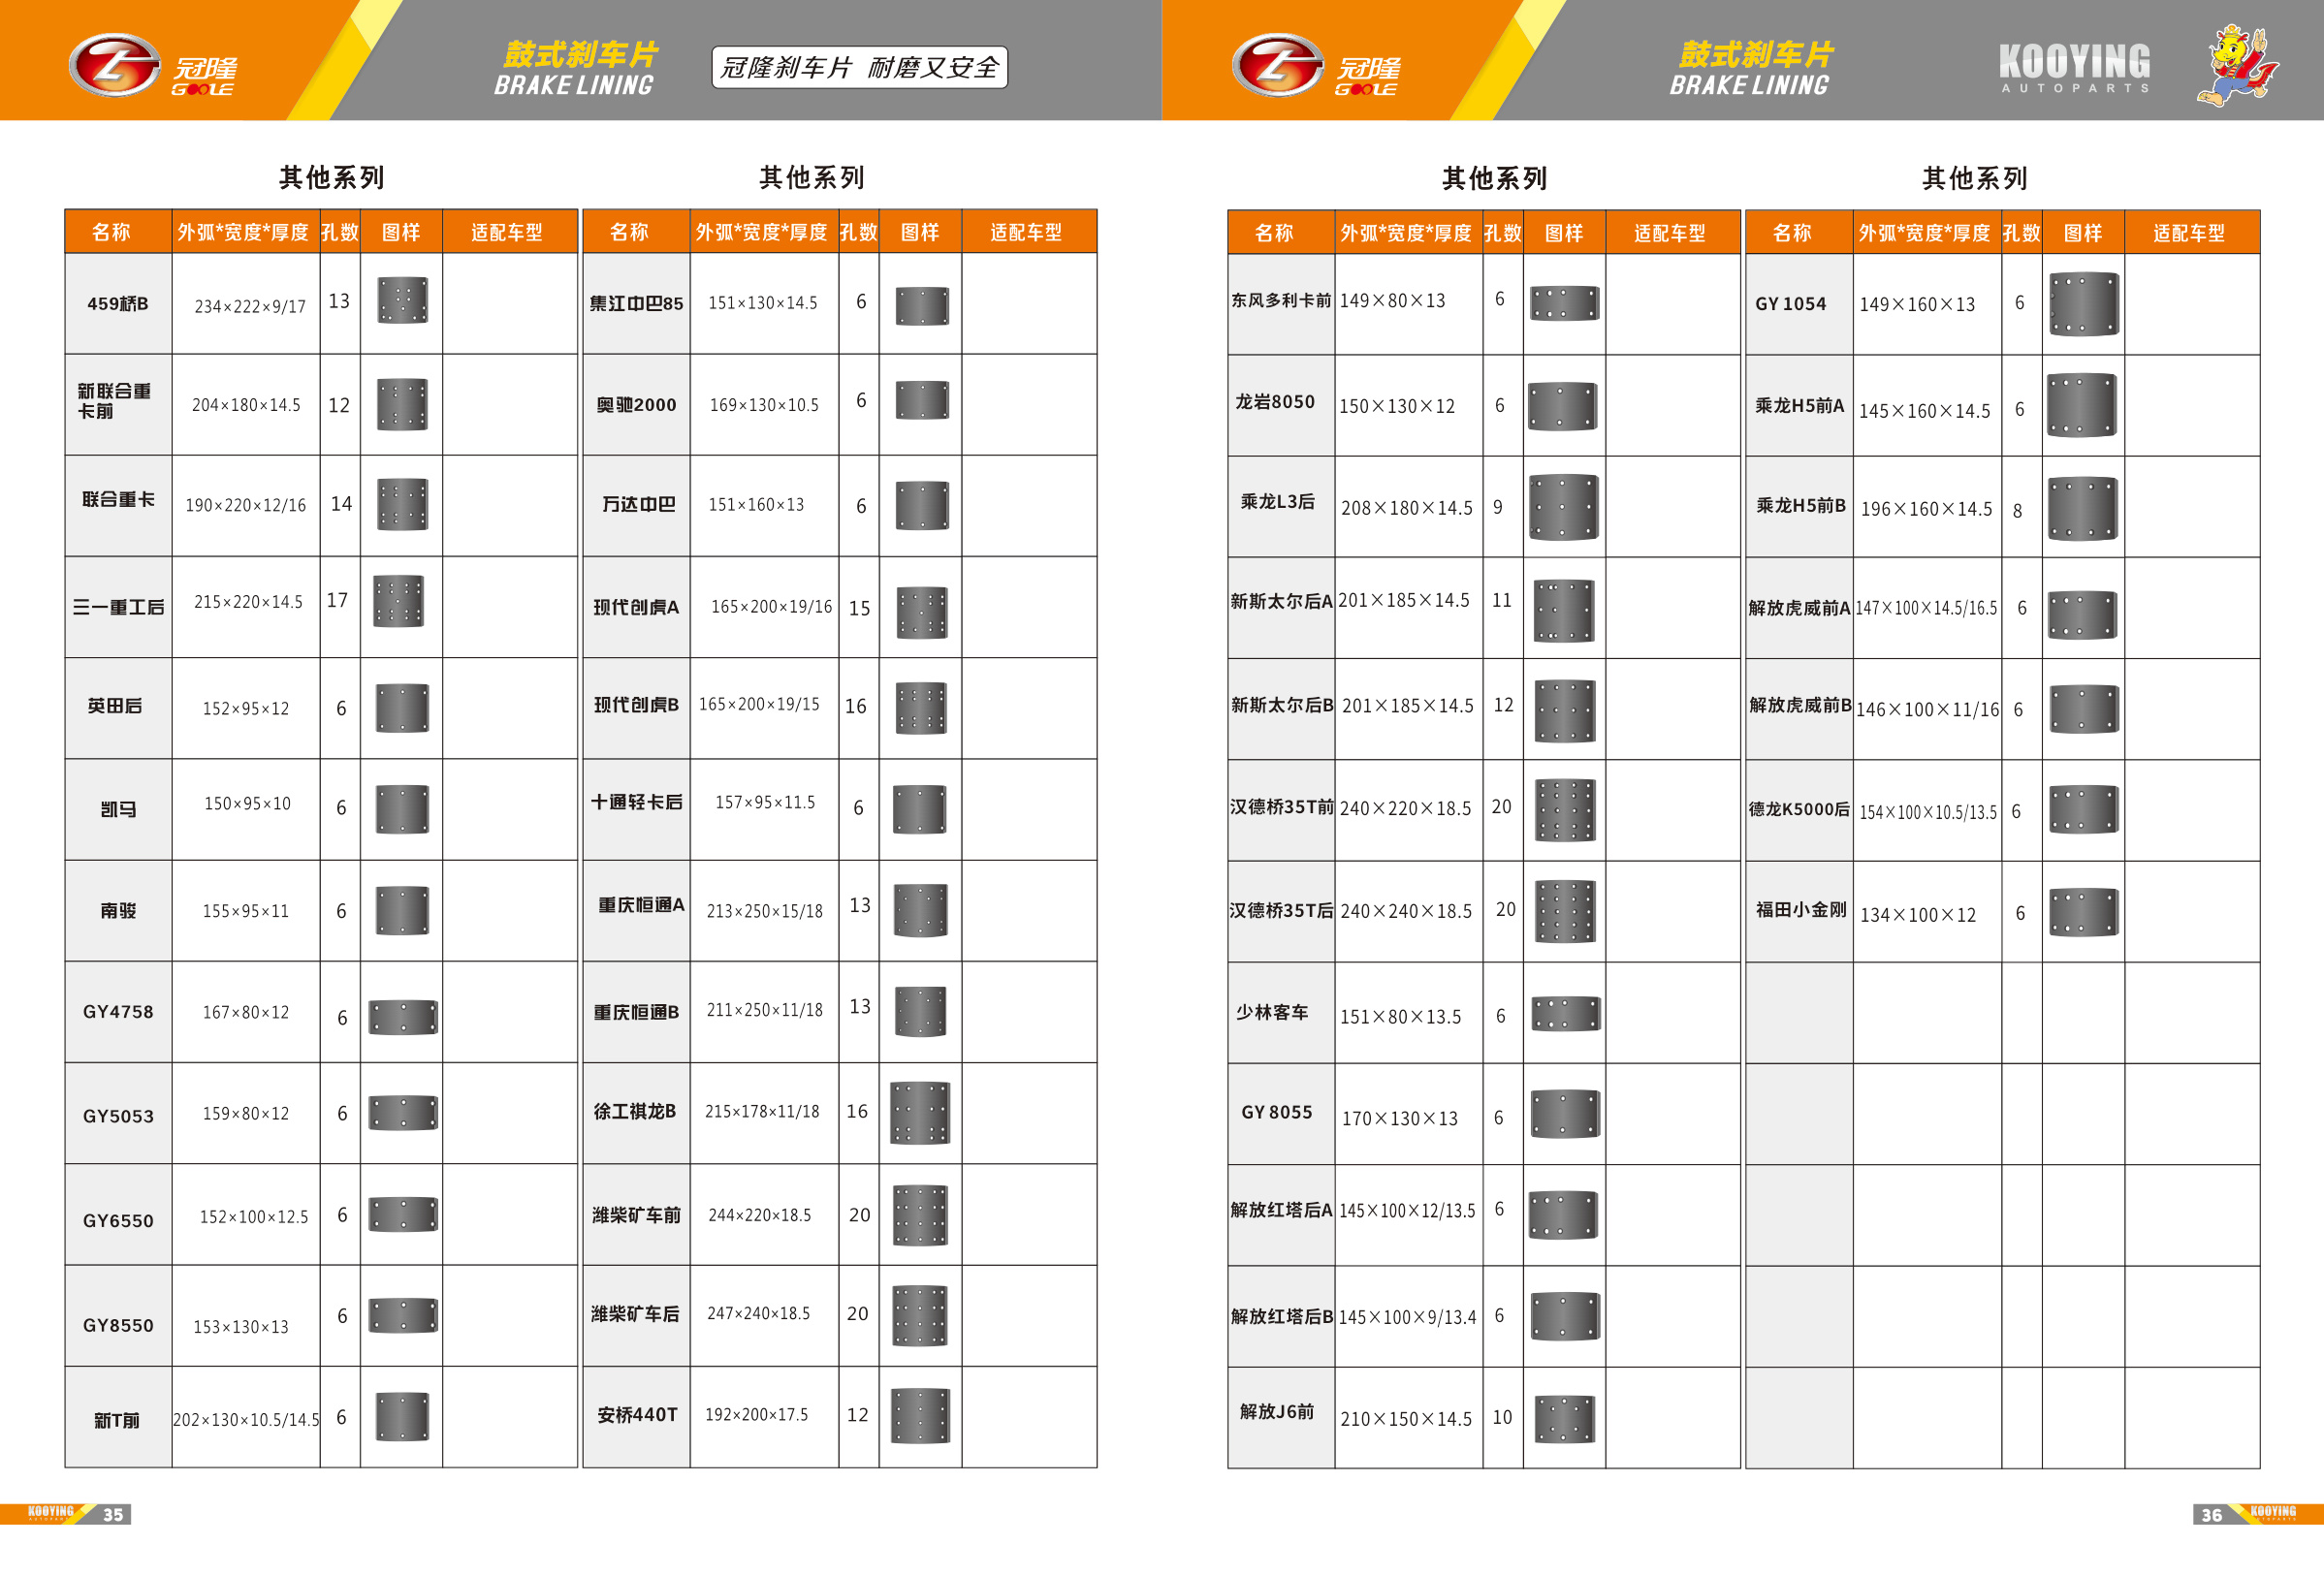 冠隆
GOOLE
鼓式刹车片
BRAKE LINING
冠隆刹车片 耐磨又安全
冠隆
GOOLE
鼓式刹车片
BRAKE LINING
KOOYING
AUTOPARTS
其他系列
名称 外弧*宽度*厚度 孔数 图样 适配车型
459桥B 234×222×9/17 13
新联合重
卡前 204×180×14.5 12
联合重卡 190×220×12/16 14
三一重工后 215×220×14.5 17
英田后 152×95×12 6
凯马 150×95×10 6
南骏 155×95×11 6
GY4758 167×80×12 6
GY5053 159×80×12 6
GY6550 152×100×12.5 6
GY8550 153×130×13 6
新T前 202×130×10.5/14.5 6
其他系列
名称 外弧*宽度*厚度 孔数 图样 适配车型
集江中巴85 151×130×14.5 6
奥驰2000 169×130×10.5 6
万达中巴 151×160×13 6
现代创虎A 165×200×19/16 15
现代创虎B 165×200×19/15 16
十通轻卡后 157×95×11.5 6
重庆恒通A 213×250×15/18 13
重庆恒通B 211×250×11/18 13
徐工祺龙B 215×178×11/18 16
潍柴矿车前 244×220×18.5 20
潍柴矿车后 247×240×18.5 20
安桥440T 192×200×17.5 12
其他系列
名称 外弧*宽度*厚度 孔数 图样 适配车型
东风多利卡前 149×80×13 6
龙岩8050 150×130×12 6
乘龙L3后 208×180×14.5 9
新斯太尔后A 201×185×14.5 11
新斯太尔后B 201×185×14.5 12
汉德桥35T前 240×220×18.5 20
汉德桥35T后 240×240×18.5 20
少林客车 151×80×13.5 6
GY 8055 170×130×13 6
解放红塔后A 145×100×12/13.5 6
解放红塔后B 145×100×9/13.4 6
解放J6前 210×150×14.5 10
其他系列
名称 外弧*宽度*厚度 孔数 图样 适配车型
GY 1054 149×160×13 6
乘龙H5前A 145×160×14.5 6
乘龙H5前B 196×160×14.5 8
解放虎威前A 147×100×14.5/16.5 6
解放虎威前B 146×100×11/16 6
德龙K5000后 154×100×10.5/13.5 6
福田小金刚 134×100×12 6
KOOYING
AUTOPARTS
35
36
KOOYING
AUTOPARTS